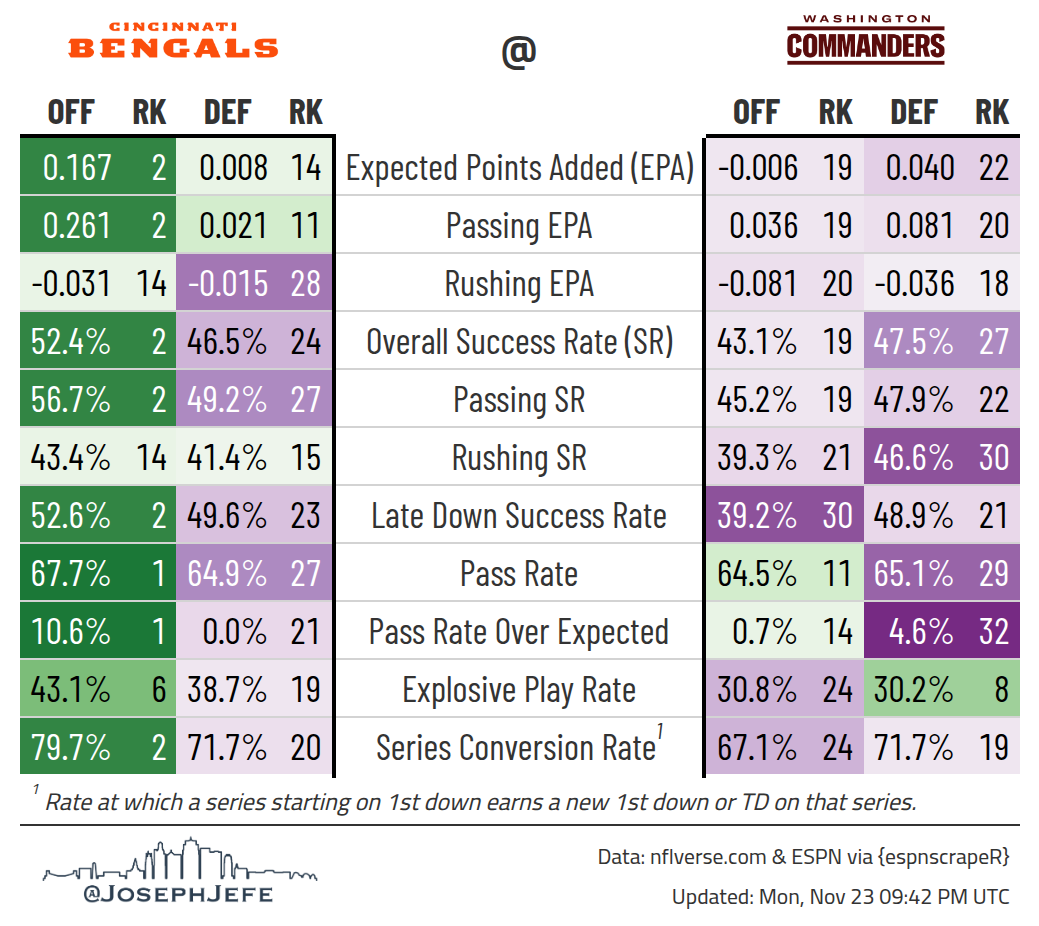 CINCINNATI
BENGALS
@
WASHINGTON
COMMANDERS
OFF RK DEF RK OFF RK DEF RK
0.167 2 0.008 14 Expected Points Added (EPA) -0.006 19 0.040 22
0.261 2 0.021 11 Passing EPA 0.036 19 0.081 20
-0.031 14 -0.015 28 Rushing EPA -0.081 20 -0.036 18
52.4% 2 46.5% 24 Overall Success Rate (SR) 43.1% 19 47.5% 27
56.7% 2 49.2% 27 Passing SR 45.2% 19 47.9% 22
43.4% 14 41.4% 15 Rushing SR 39.3% 21 46.6% 30
52.6% 2 49.6% 23 Late Down Success Rate 39.2% 30 48.9% 21
67.7% 1 64.9% 27 Pass Rate 64.5% 11 65.1% 29
10.6% 1 0.0% 21 Pass Rate Over Expected 0.7% 14 4.6% 32
43.1% 6 38.7% 19 Explosive Play Rate 30.8% 24 30.2% 8
79.7% 2 71.7% 20 Series Conversion Rate¹ 67.1% 24 71.7% 19
¹ Rate at which a series starting on 1st down earns a new 1st down or TD on that series.
@JOSEPHJEFE
Data: nflverse.com & ESPN via {espnscrapeR}
Updated: Mon, Nov 23 09:42 PM UTC